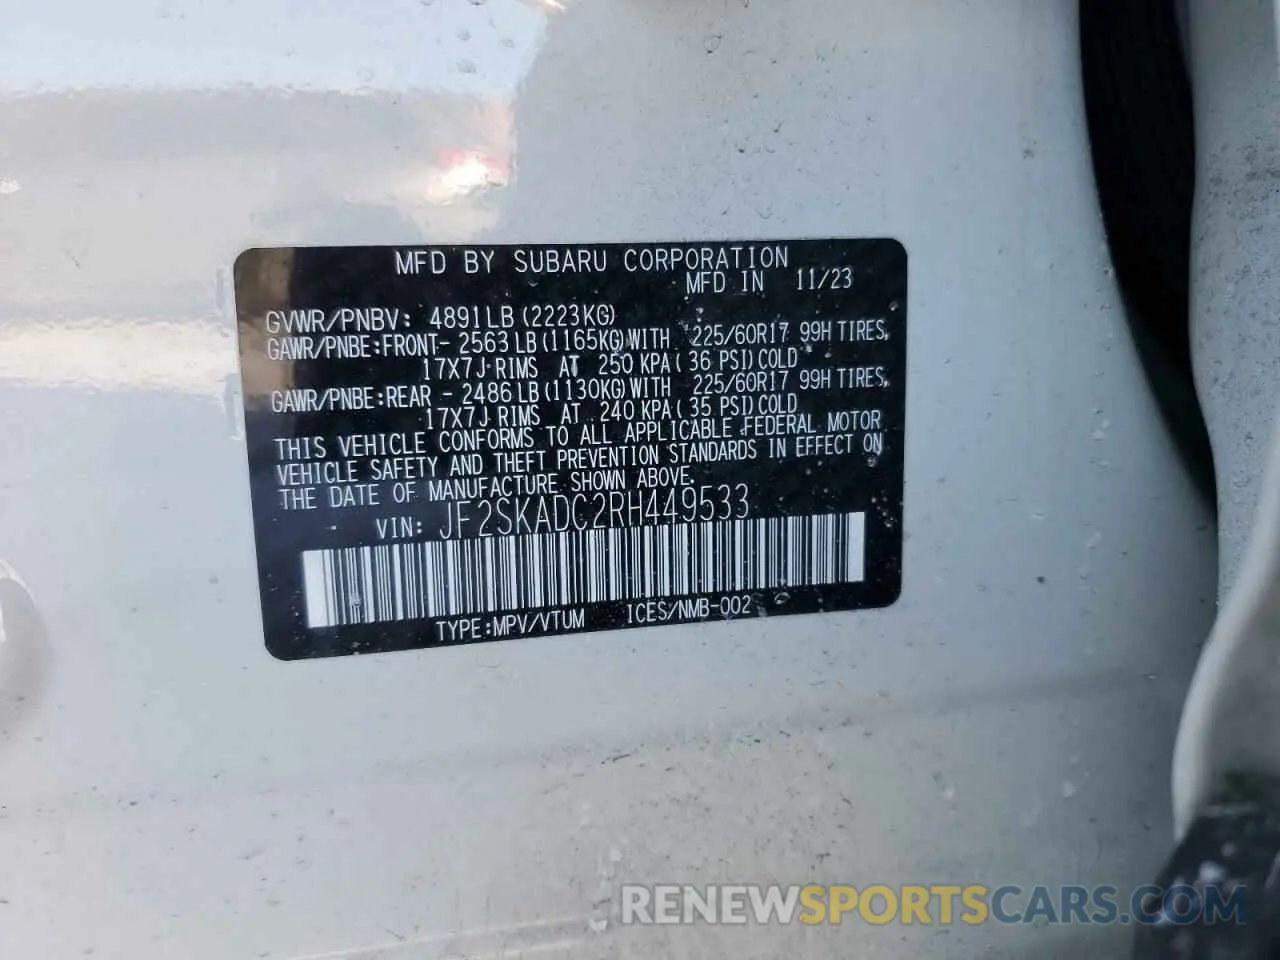 MFD BY SUBARU CORPORATION
MFD IN 11/23
GVWR/PNBV: 4891LB (2223KG)
GAWR/PNBE:FRONT- 2563LB(1165KG)WITH 225/60R17 99H TIRES,
17X7J RIMS AT 250 KPA( 36 PSI)COLD
GAWR/PNBE:REAR - 2486LB(1130KG)WITH 225/60R17 99H TIRES,
17X7J RIMS AT 240 KPA( 35 PSI)COLD
THIS VEHICLE CONFORMS TO ALL APPLICABLE FEDERAL MOTOR
VEHICLE SAFETY AND THEFT PREVENTION STANDARDS IN EFFECT ON
THE DATE OF MANUFACTURE SHOWN ABOVE.
VIN: JF2SKADC2RH449533
TYPE:MPV/VTUM ICES/NMB-002
RENEWSPORTSCARS.COM